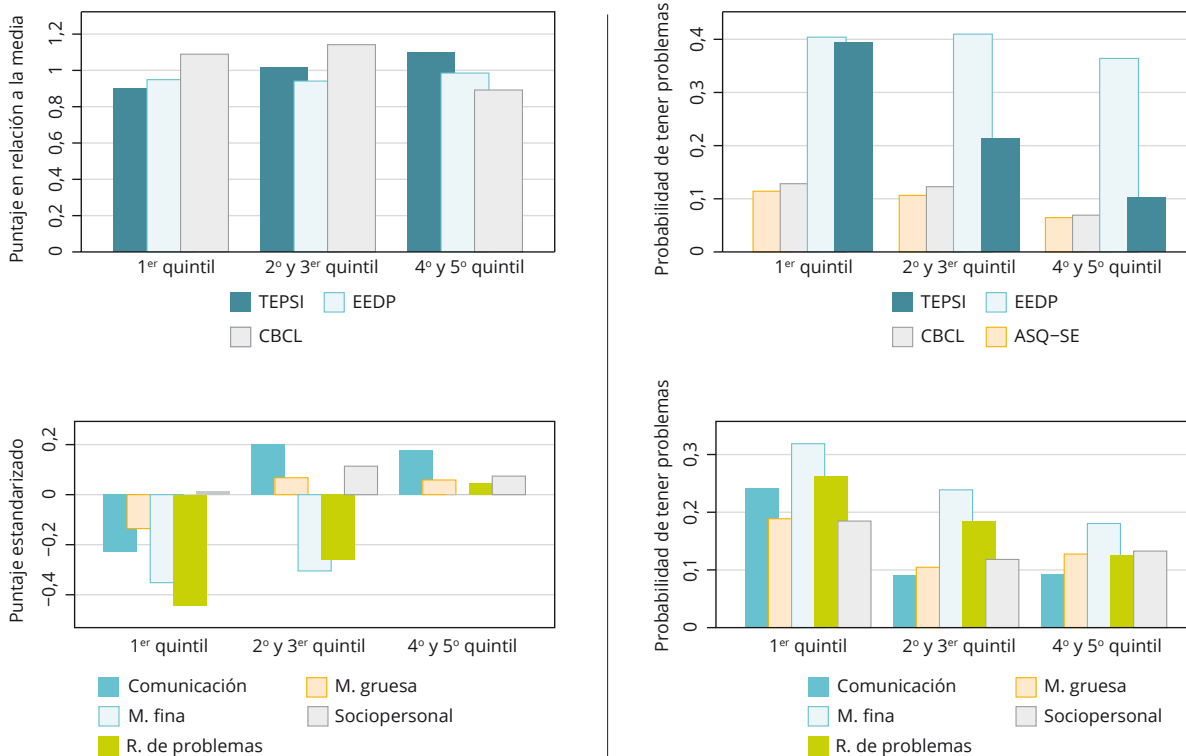 Puntaje en relación a la media
1,2
1
0,8
0,6
0,4
0,2
0
1er quintil 2o y 3er quintil 4o y 5o quintil
TEPSI EEDP
CBCL
Probabilidad de tener problemas
0,4
0,3
0,2
0,1
0
1er quintil 2o y 3er quintil 4o y 5o quintil
TEPSI EEDP
CBCL ASQ−SE
Puntaje estandarizado
0,2
0
−0,2
−0,4
1er quintil 2o y 3er quintil 4o y 5o quintil
Comunicación M. gruesa
M. fina Sociopersonal
R. de problemas
Probabilidad de tener problemas
0,3
0,2
0,1
0
1er quintil 2o y 3er quintil 4o y 5o quintil
Comunicación M. gruesa
M. fina Sociopersonal
R. de problemas